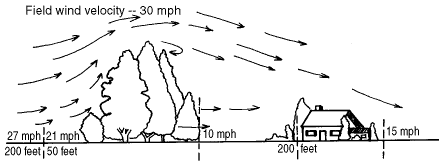 Field wind velocity -- 30 mph
27 mph 21 mph 10 mph 15 mph
200 feet 50 feet 200 feet